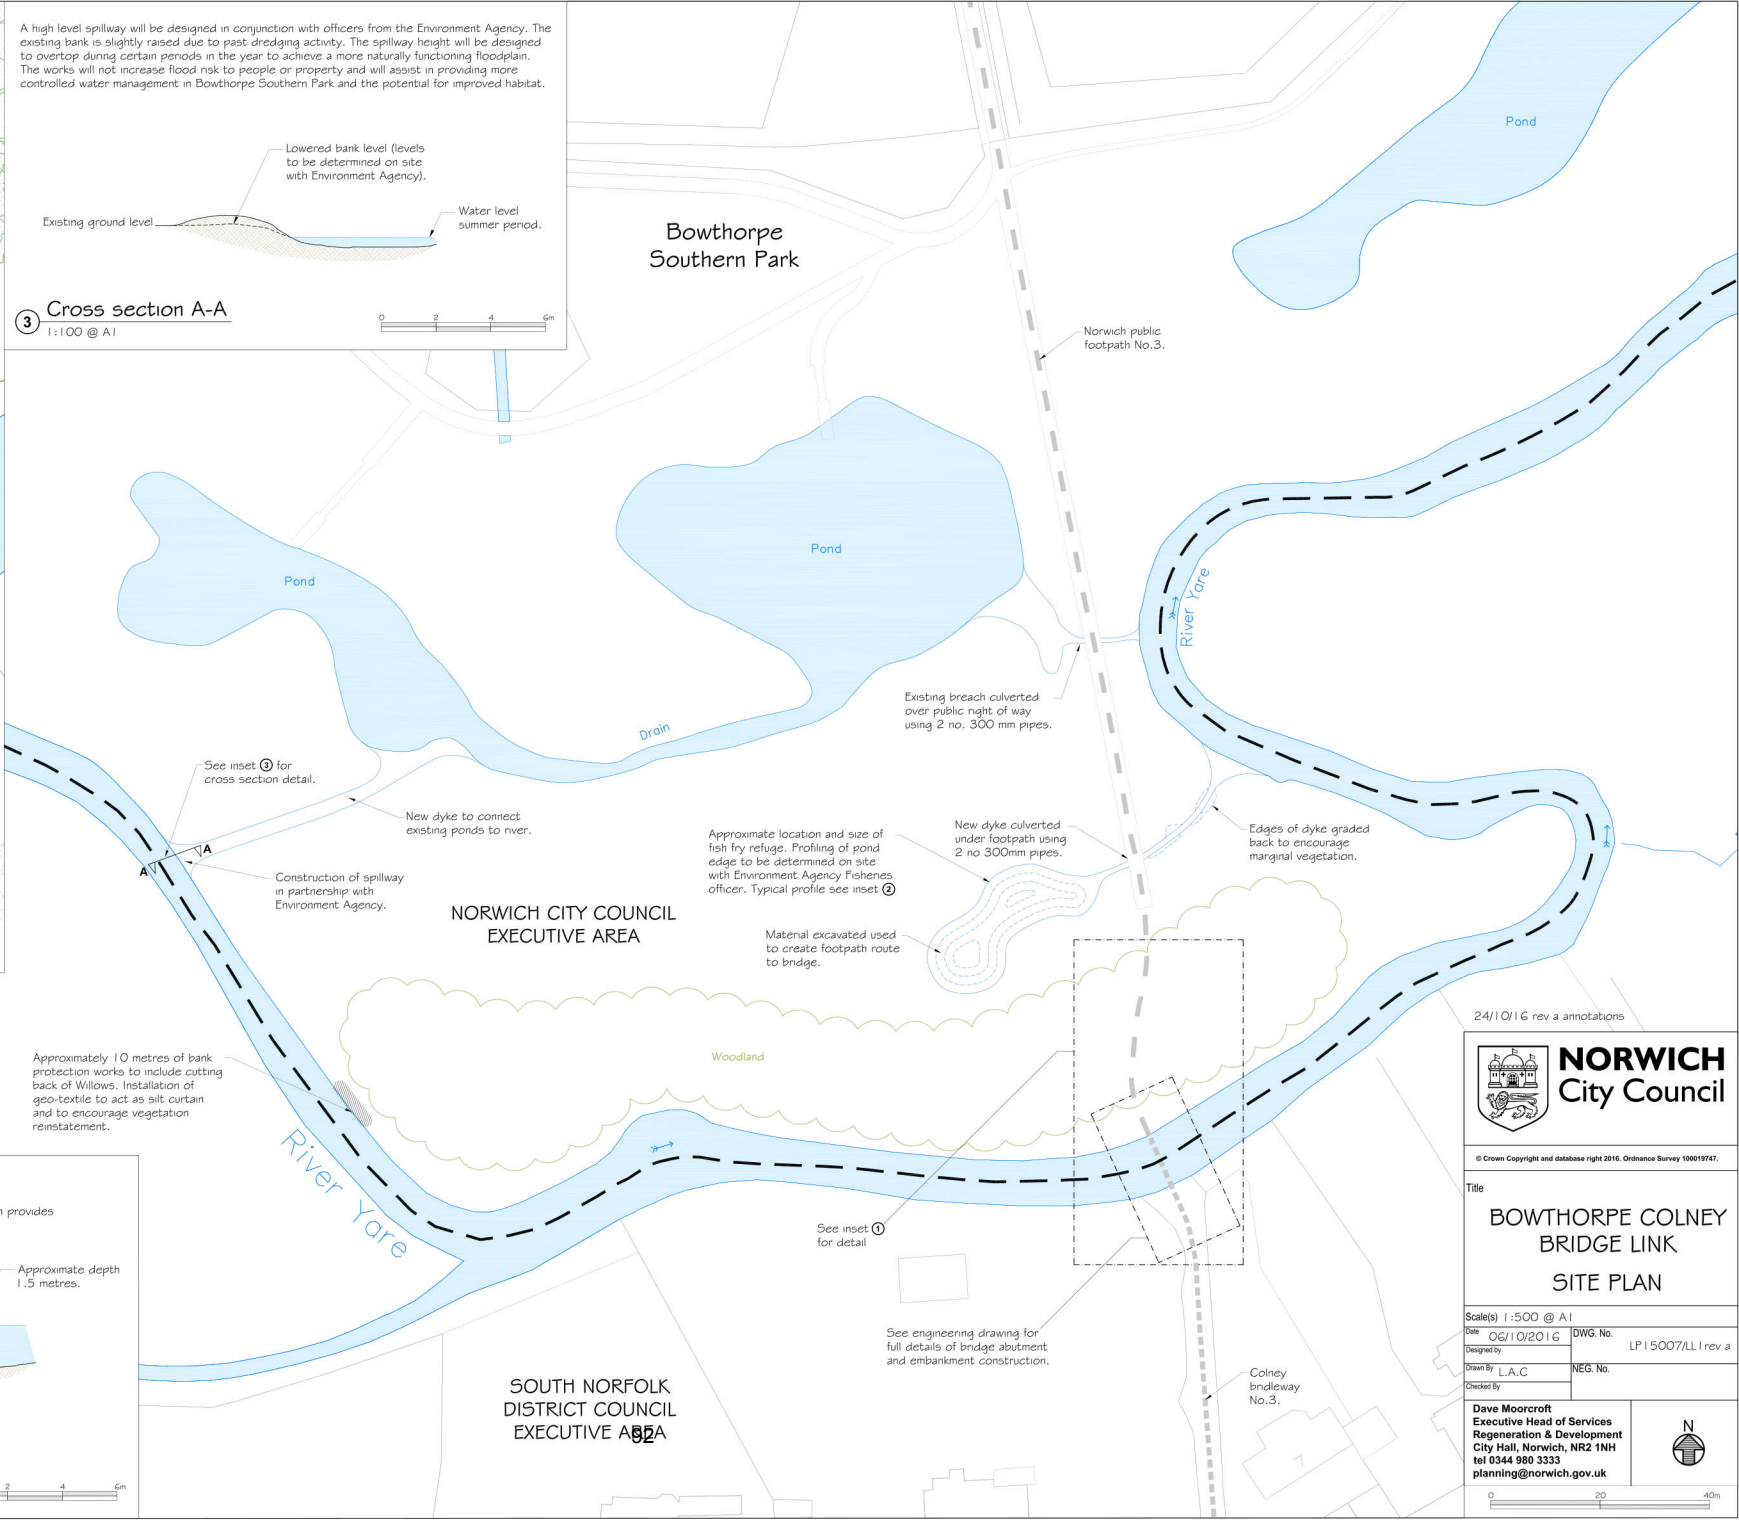 A high level spillway will be designed in conjunction with officers from the Environment Agency. The
existing bank is slightly raised due to past dredging activity. The spillway height will be designed
to overtop during certain periods in the year to achieve a more naturally functioning floodplain.
The works will not increase flood risk to people or property and will assist in providing more
controlled water management in Bowthorpe Southern Park and the potential for improved habitat.
Lowered bank level (levels
to be determined on site
with Environment Agency).
Existing ground level
Water level
summer period.
3 Cross section A-A
1:100 @ A1
0 2 4 6m
Bowthorpe
Southern Park
Pond
Norwich public
footpath No.3.
Pond
Pond
River Yare
Drain
Existing breach culverted
over public right of way
using 2 no. 300 mm pipes.
See inset 3 for
cross section detail.
A
A
New dyke to connect
existing ponds to river.
Construction of spillway
in partnership with
Environment Agency.
Approximate location and size of
fish fry refuge. Profiling of pond
edge to be determined on site
with Environment Agency Fisheries
officer. Typical profile see inset 2
New dyke culverted
under footpath using
2 no 300mm pipes.
Edges of dyke graded
back to encourage
marginal vegetation.
NORWICH CITY COUNCIL
EXECUTIVE AREA
Material excavated used
to create footpath route
to bridge.
Woodland
Approximately 10 metres of bank
protection works to include cutting
back of Willows. Installation of
geo-textile to act as silt curtain
and to encourage vegetation
reinstatement.
River Yare
provides
Approximate depth
1.5 metres.
2 4 6m
See inset 1
for detail
See engineering drawing for
full details of bridge abutment
and embankment construction.
Colney
bridleway
No.3.
SOUTH NORFOLK
DISTRICT COUNCIL
EXECUTIVE AREA
92
7
24/10/16 rev a annotations
NORWICH
City Council
© Crown Copyright and database right 2016. Ordnance Survey 100019747.
Title
BOWTHORPE COLNEY
BRIDGE LINK
SITE PLAN
Scale(s) 1:500 @ A1
Date 06/10/2016
DWG. No.
LP15007/LL1 rev a
Designed by
Drawn By L.A.C
NEG. No.
Checked By
Dave Moorcroft
Executive Head of Services
Regeneration & Development
City Hall, Norwich, NR2 1NH
tel 0344 980 3333
planning@norwich.gov.uk
N
0 20 40m